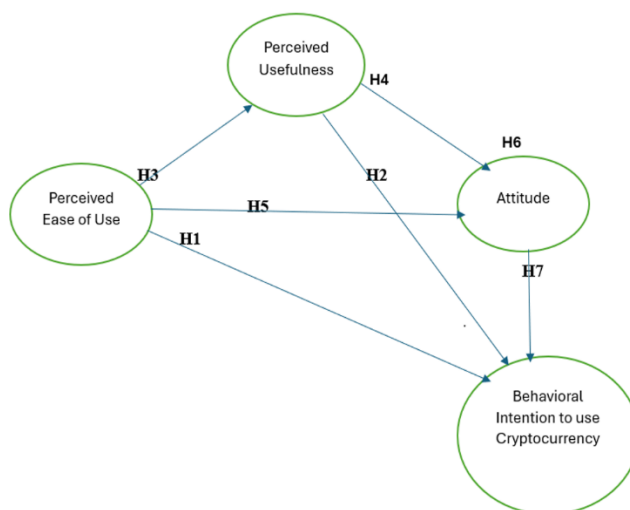 Perceived
Usefulness
H4
H6
H3
H2
Perceived
Ease of Use
Attitude
H5
H1
H7
Behavioral
Intention to use
Cryptocurrency